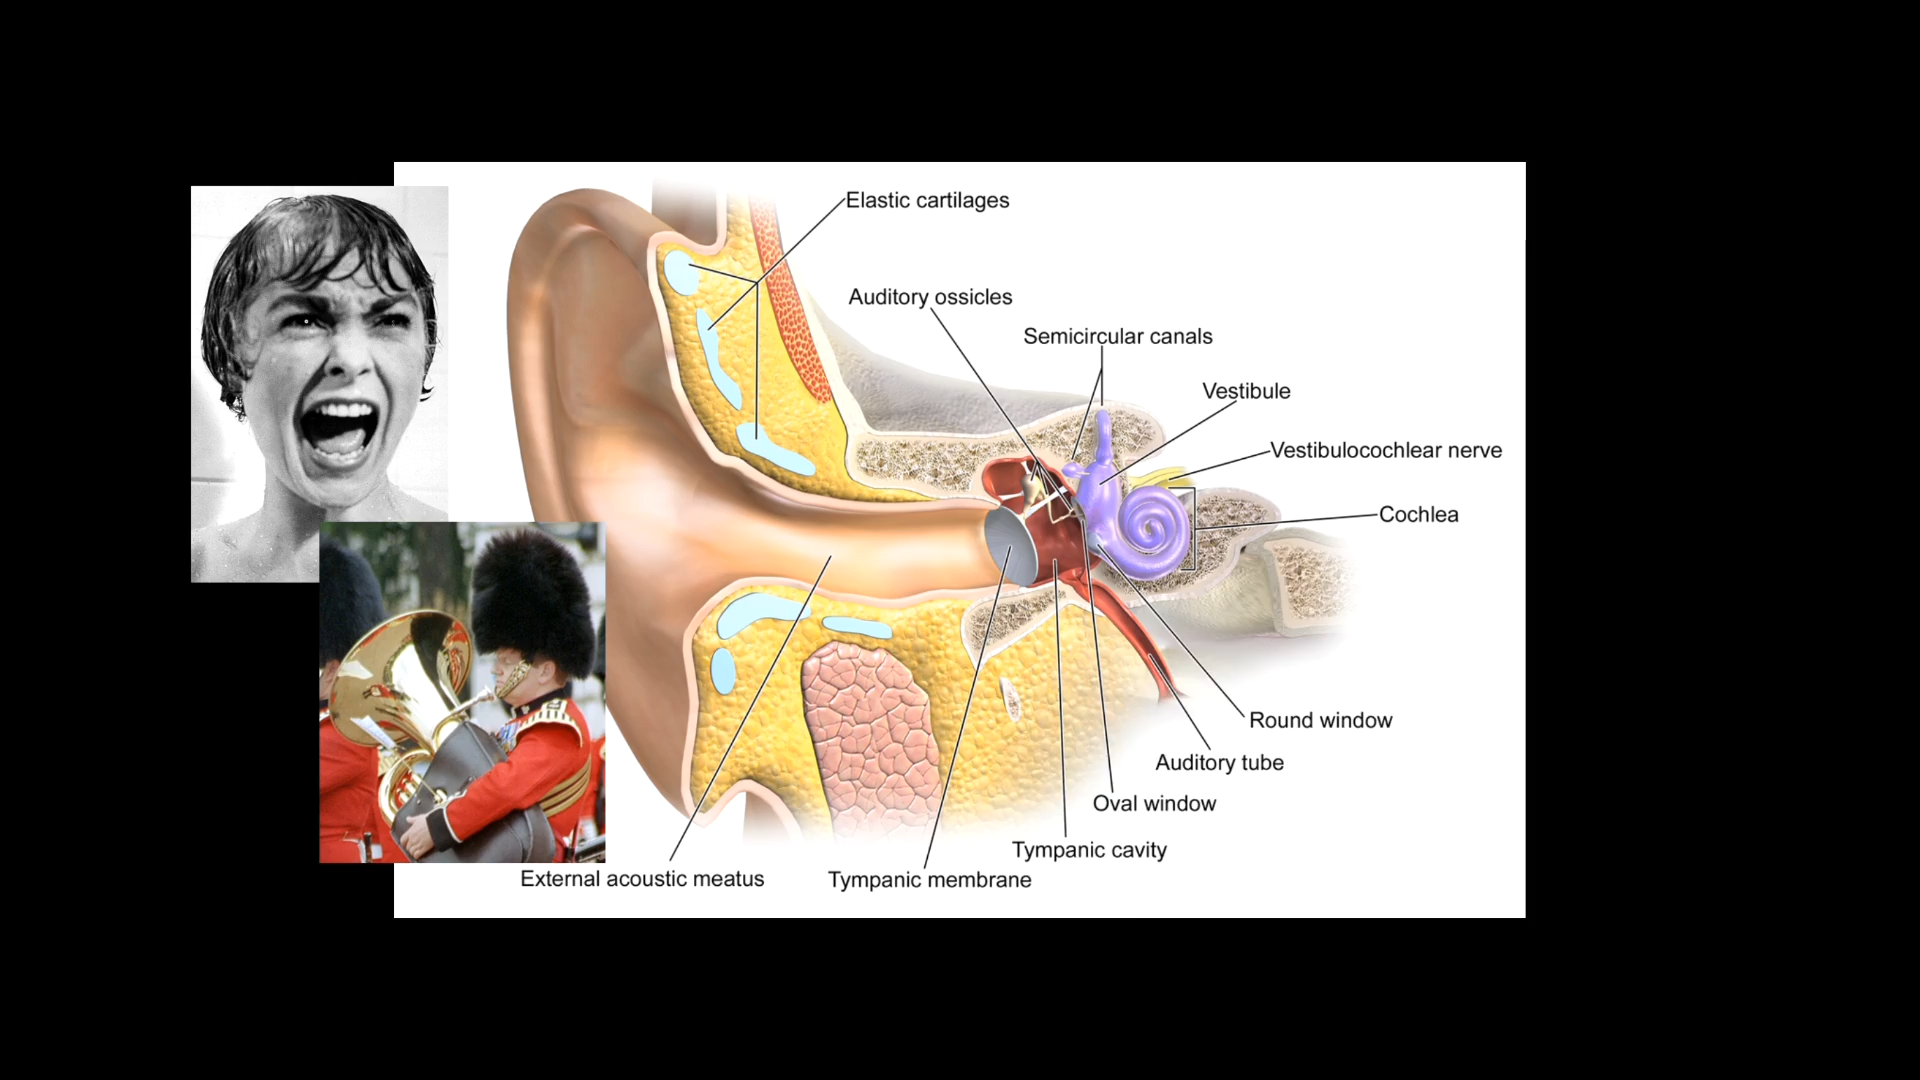 Elastic cartilages
Auditory ossicles
Semicircular canals
Vestibule
Vestibulocochlear nerve
Cochlea
Round window
Auditory tube
Oval window
Tympanic cavity
External acoustic meatus
Tympanic membrane